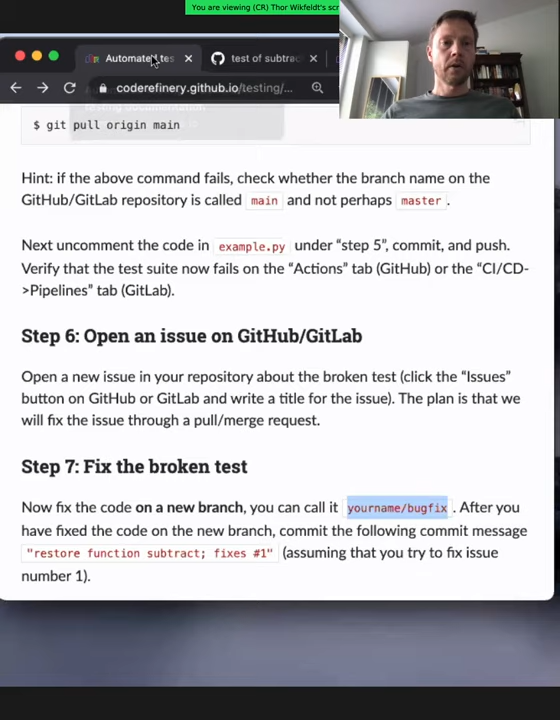 You are viewing (CR) Thor Wikfeldt's scr
Automated tes
test of subtrac
coderefinery.github.io/testing/...
$ git pull origin main
Hint: if the above command fails, check whether the branch name on the
GitHub/GitLab repository is called main and not perhaps master .
Next uncomment the code in example.py under “step 5”, commit, and push.
Verify that the test suite now fails on the “Actions” tab (GitHub) or the “CI/CD-
>Pipelines” tab (GitLab).
Step 6: Open an issue on GitHub/GitLab
Open a new issue in your repository about the broken test (click the “Issues”
button on GitHub or GitLab and write a title for the issue). The plan is that we
will fix the issue through a pull/merge request.
Step 7: Fix the broken test
Now fix the code on a new branch, you can call it yourname/bugfix . After you
have fixed the code on the new branch, commit the following commit message
"restore function subtract; fixes #1" (assuming that you try to fix issue
number 1).